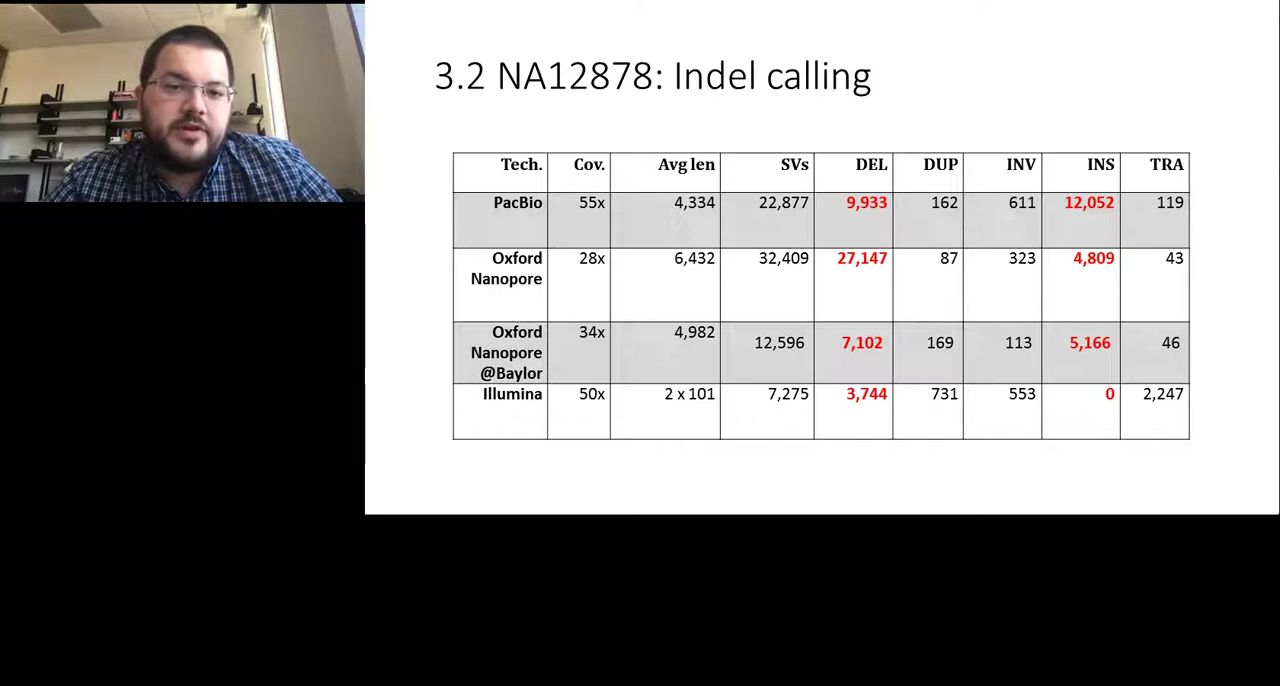 3.2 NA12878: Indel calling
Tech. Cov. Avg len SVs DEL DUP INV INS TRA
PacBio 55x 4,334 22,877 9,933 162 611 12,052 119
Oxford 28x 6,432 32,409 27,147 87 323 4,809 43
Nanopore
Oxford 34x 4,982
Nanopore 12,596 7,102 169 113 5,166 46
@Baylor
Illumina 50x 2 x 101 7,275 3,744 731 553 0 2,247